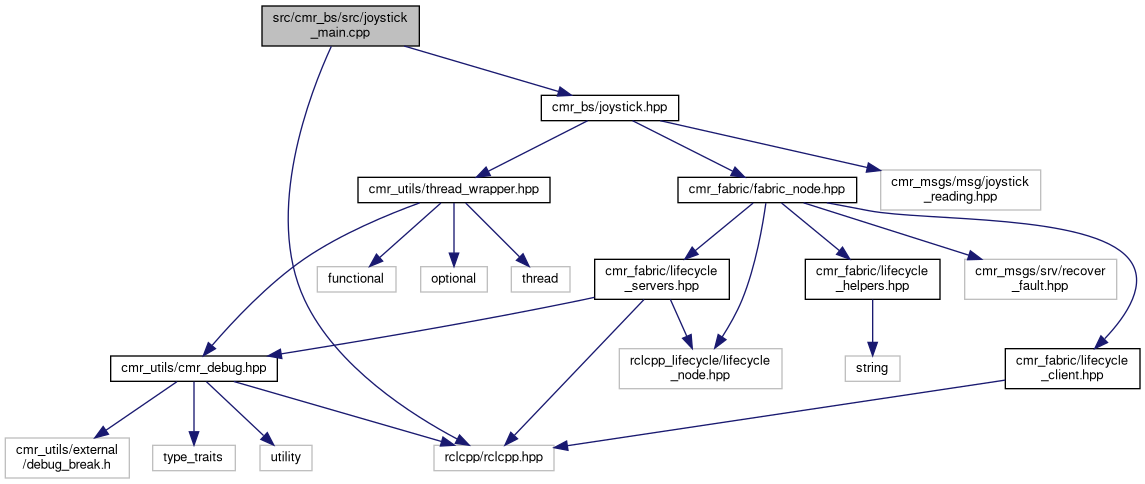 src/cmr_bs/src/joystick
_main.cpp
cmr_bs/joystick.hpp
cmr_utils/thread_wrapper.hpp
cmr_fabric/fabric_node.hpp
cmr_msgs/msg/joystick
_reading.hpp
functional
optional
thread
cmr_fabric/lifecycle
_servers.hpp
cmr_fabric/lifecycle
_helpers.hpp
cmr_msgs/srv/recover
_fault.hpp
cmr_utils/cmr_debug.hpp
rclcpp_lifecycle/lifecycle
_node.hpp
string
cmr_fabric/lifecycle
_client.hpp
cmr_utils/external
/debug_break.h
type_traits
utility
rclcpp/rclcpp.hpp